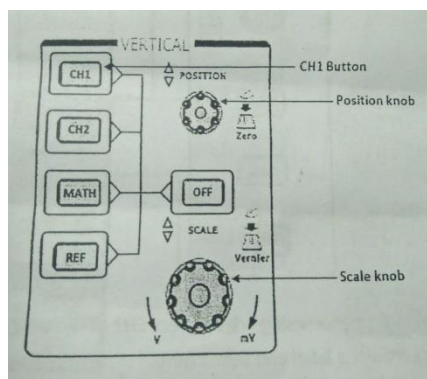 VERTICAL
CH1
POSITION
CH1 Button
Position knob
CH2
Zero
MATH
OFF
SCALE
REF
Vernier
Scale knob
V
mV